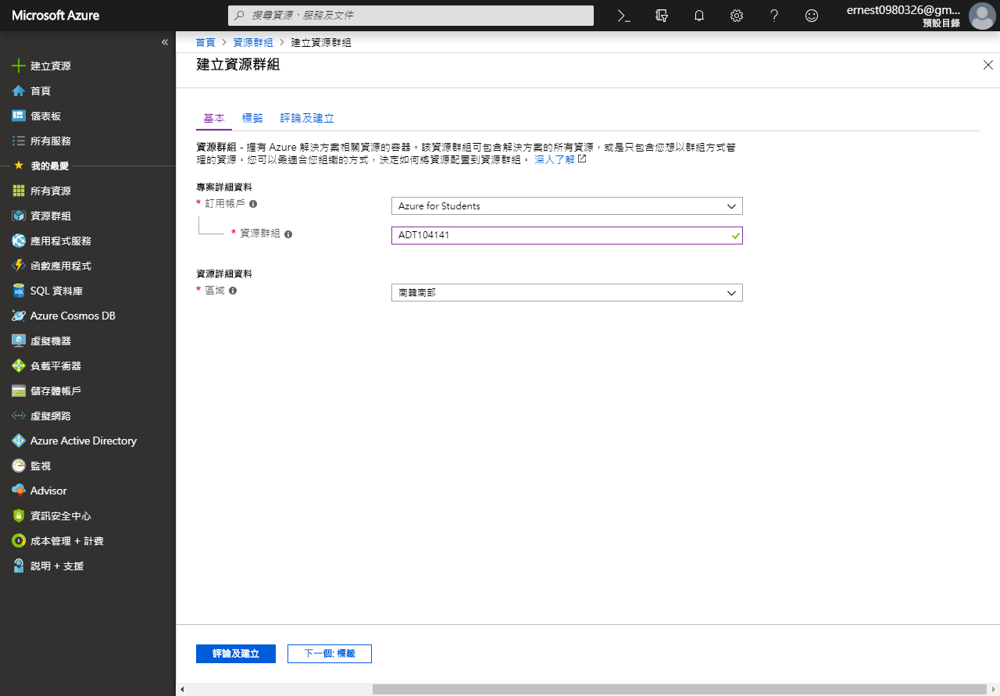 Microsoft Azure
搜尋資源、服務及文件
ernest0980326@gm...
預設目錄
建立資源
首頁
儀表板
所有服務
我的最愛
所有資源
資源群組
應用程式服務
函數應用程式
SQL 資料庫
Azure Cosmos DB
虛擬機器
負載平衡器
儲存體帳戶
虛擬網路
Azure Active Directory
監視
Advisor
資訊安全中心
成本管理 + 計費
說明 + 支援
首頁 > 資源群組 > 建立資源群組
建立資源群組
基本 標籤 評論及建立
資源群組 - 握有 Azure 解決方案相關資源的容器。該資源群組可包含解決方案的所有資源，或是只包含您想以群組方式管
理的資源。您可以最適合您組織的方式，決定如何將資源配置到資源群組。 深入了解
專案詳細資料
* 訂用帳戶 Azure for Students
* 資源群組 ADT104141
資源詳細資料
* 區域 南韓南部
評論及建立 下一個: 標籤